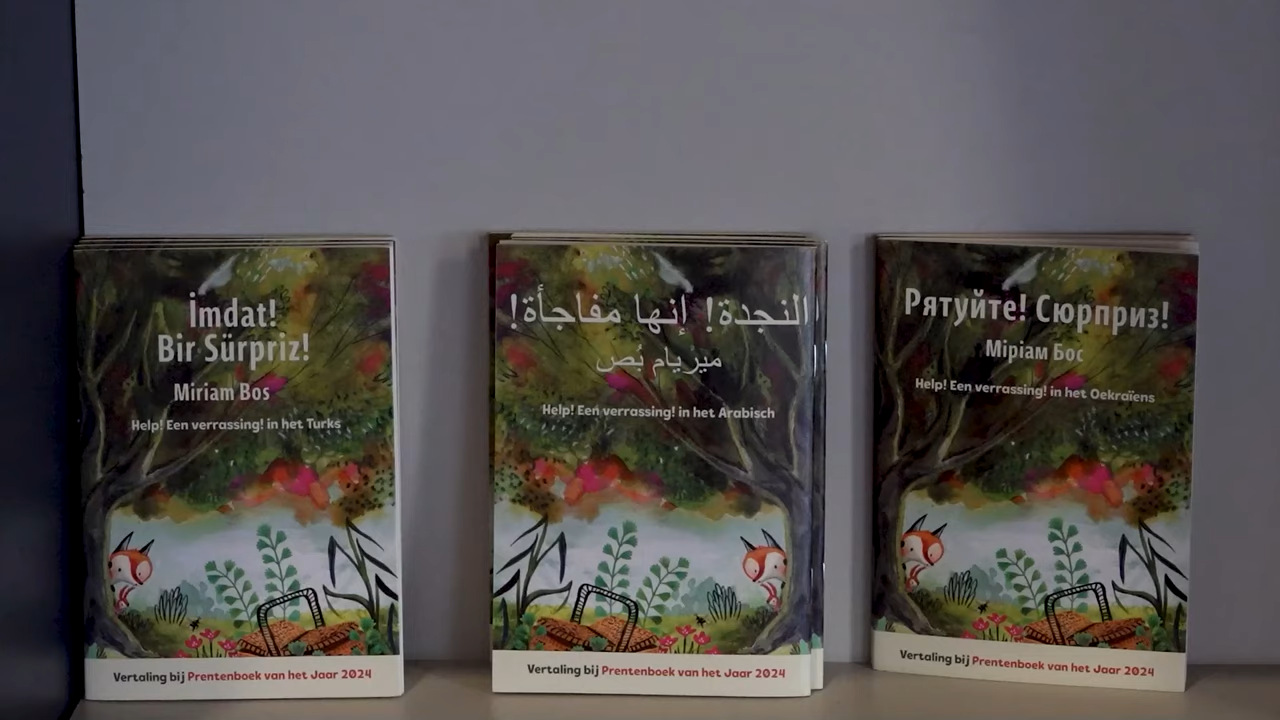 İmdat!
Bir Sürpriz!
Miriam Bos
Help! Een verrassing! in het Turks
Vertaling bij Prentenboek van het Jaar 2024
النجدة! إنها مفاجأة!
ميريام بُص
Help! Een verrassing! in het Arabisch
Vertaling bij Prentenboek van het Jaar 2024
Рятуйте! Сюрприз!
Міріам Бос
Help! Een verrassing! in het Oekraïens
Vertaling bij Prentenboek van het Jaar 2024